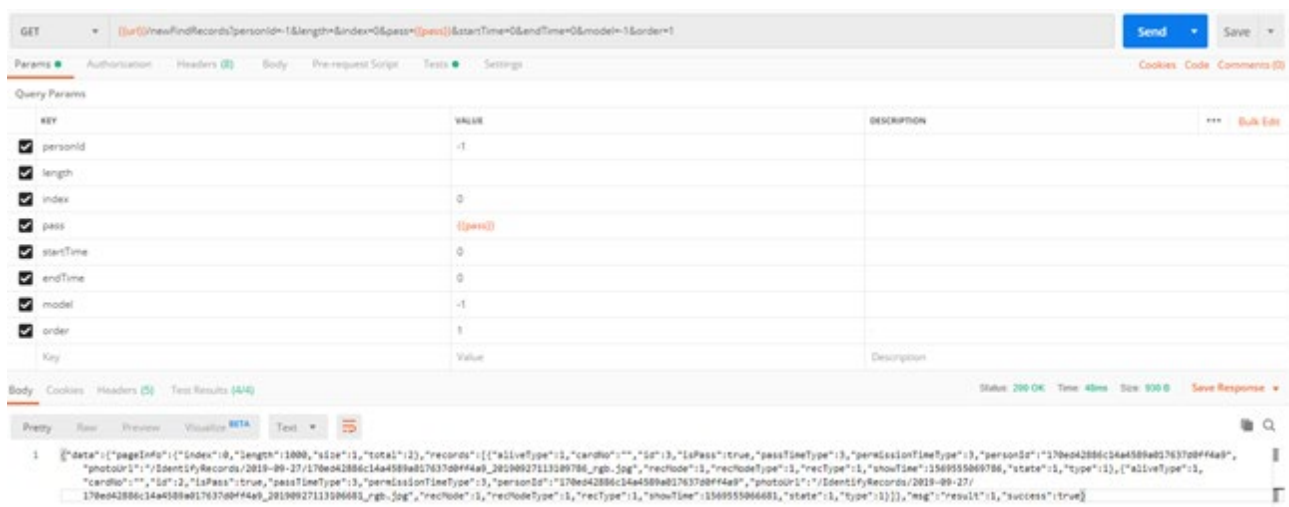 GET {{url}}/newFindRecords?personId=-1&length=&index=0&pass={{pass}}&startTime=0&endTime=0&model=-1&order=1 Send Save
Params Authorization Headers (8) Body Pre-request Script Tests Settings Cookies Code Comments (0)
Query Params
KEY VALUE DESCRIPTION ••• Bulk Edit
personId -1
length
index 0
pass {{pass}}
startTime 0
endTime 0
model -1
order 1
Key Value Description
Body Cookies Headers (5) Test Results (4/4) Status: 200 OK Time: 48ms Size: 930 B Save Response
Pretty Raw Preview Visualize BETA Text
1 {"data":{"pageInfo":{"index":0,"length":1000,"size":1,"total":2},"records":[{"aliveType":1,"cardNo":"","id":3,"isPass":true,"passTimeType":3,"permissionTimeType":3,"personId":"170ed42886c14a4589a017637d0ff4a9",
"photoUrl":"/IdentifyRecords/2019-09-27/170ed42886c14a4589a017637d0ff4a9_20190927113109786_rgb.jpg","recMode":1,"recModeType":1,"recType":1,"showTime":1569555069786,"state":1,"type":1},{"aliveType":1,
"cardNo":"","id":2,"isPass":true,"passTimeType":3,"permissionTimeType":3,"personId":"170ed42886c14a4589a017637d0ff4a9","photoUrl":"/IdentifyRecords/2019-09-27/
170ed42886c14a4589a017637d0ff4a9_20190927113106681_rgb.jpg","recMode":1,"recModeType":1,"recType":1,"showTime":1569555066681,"state":1,"type":1}]},"msg":"result":1,"success":true}